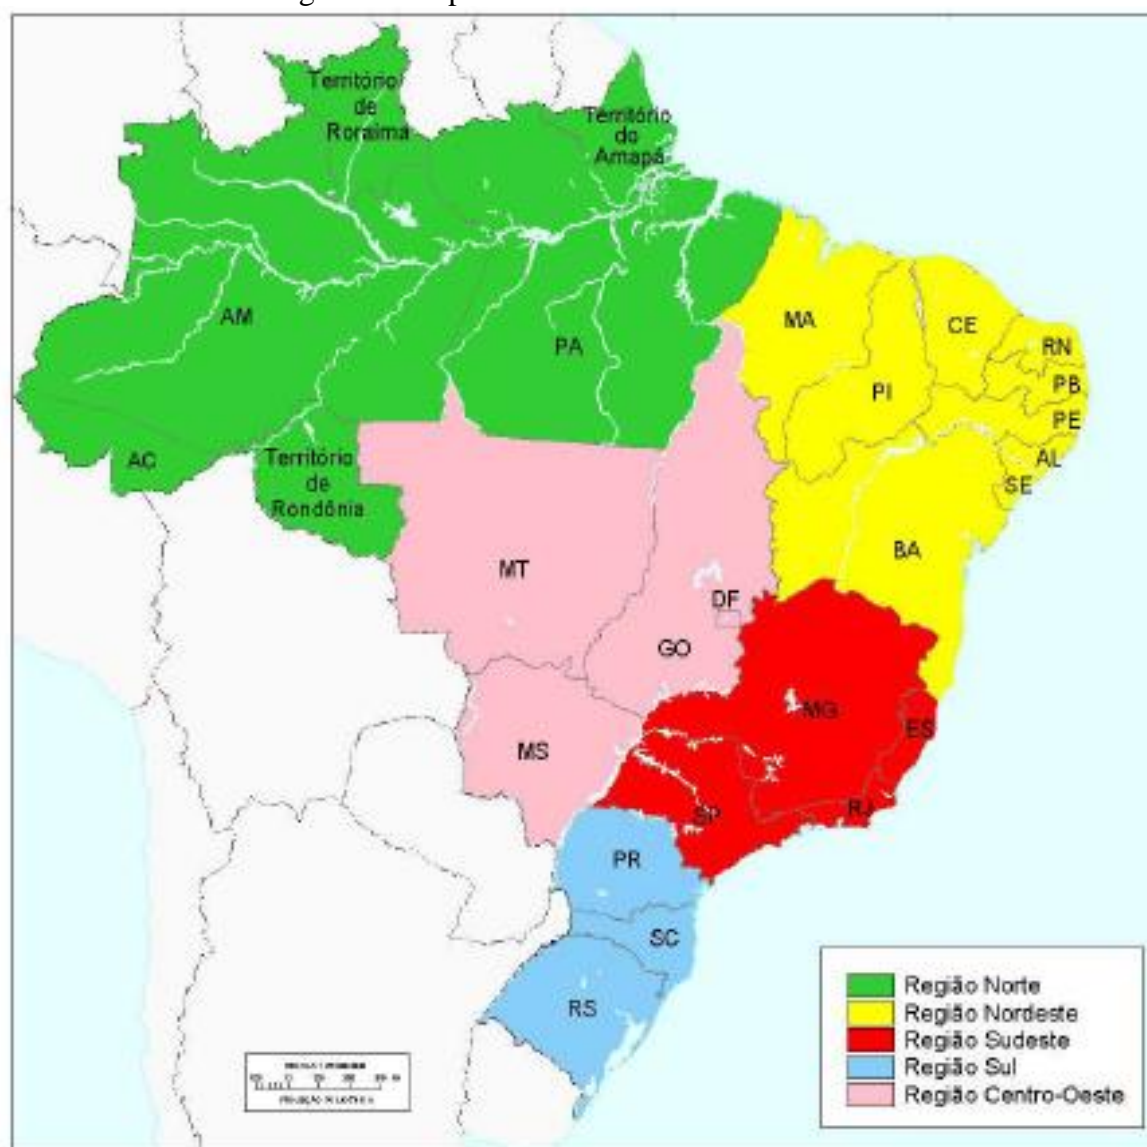 Território
de
Roraima
Território
do
Amapá
AM
PA
MA
CE
RN
PI
PB
PE
AC
Território
de
Rondônia
AL
SE
BA
MT
DF
GO
MG
ES
MS
SP
RJ
PR
SC
RS
Região Norte
Região Nordeste
Região Sudeste
Região Sul
Região Centro-Oeste